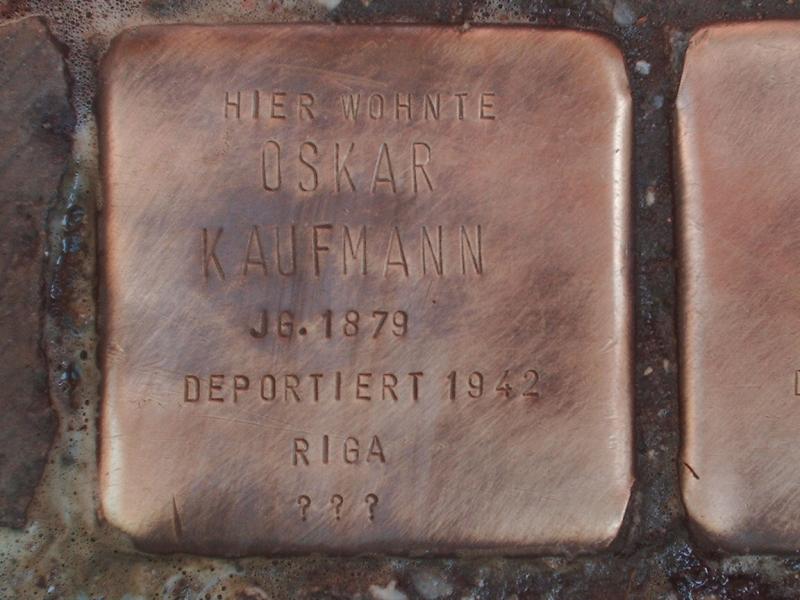 HIER WOHNTE
OSKAR
KAUFMANN
JG. 1879
DEPORTIERT 1942
RIGA
???